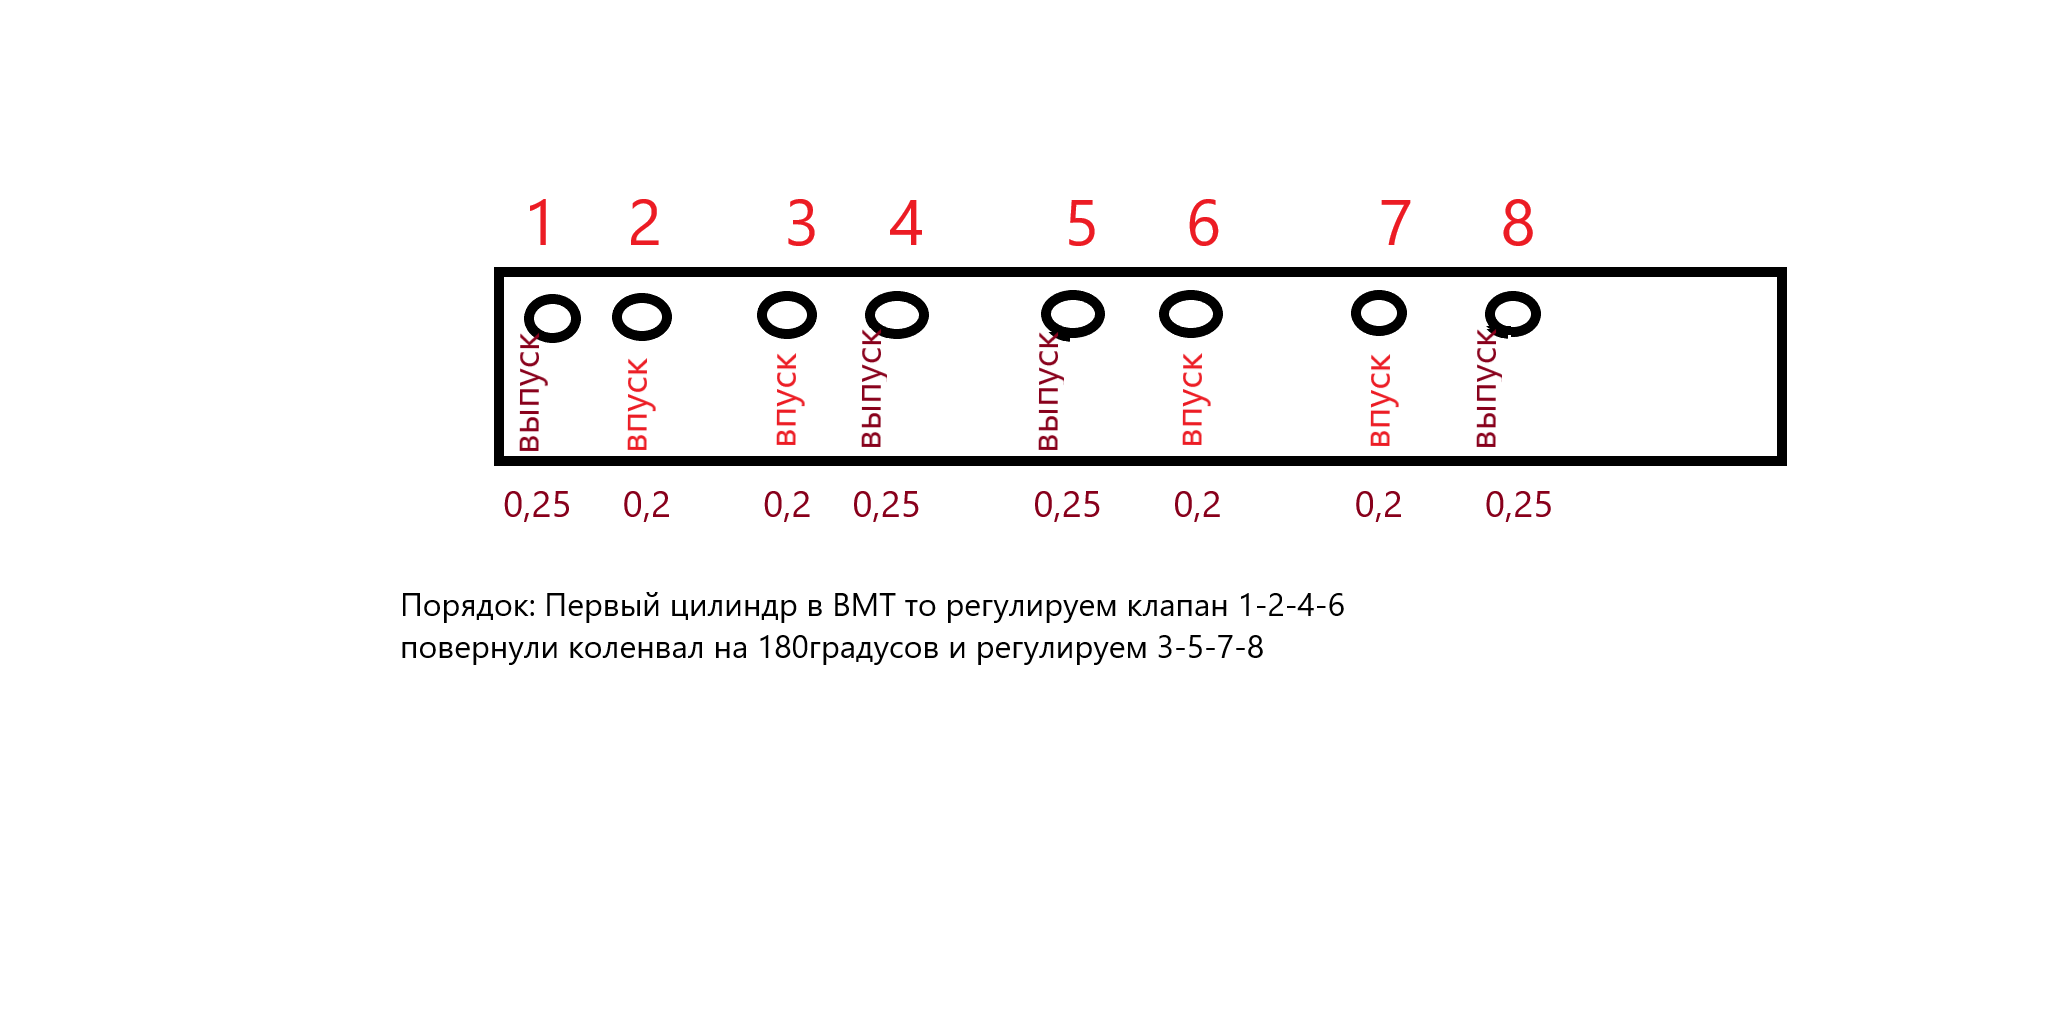 1 2 3 4 5 6 7 8
выпуск впуск впуск выпуск выпуск впуск впуск выпуск
0,25 0,2 0,2 0,25 0,25 0,2 0,2 0,25
Порядок: Первый цилиндр в ВМТ то регулируем клапан 1-2-4-6
повернули коленвал на 180градусов и регулируем 3-5-7-8